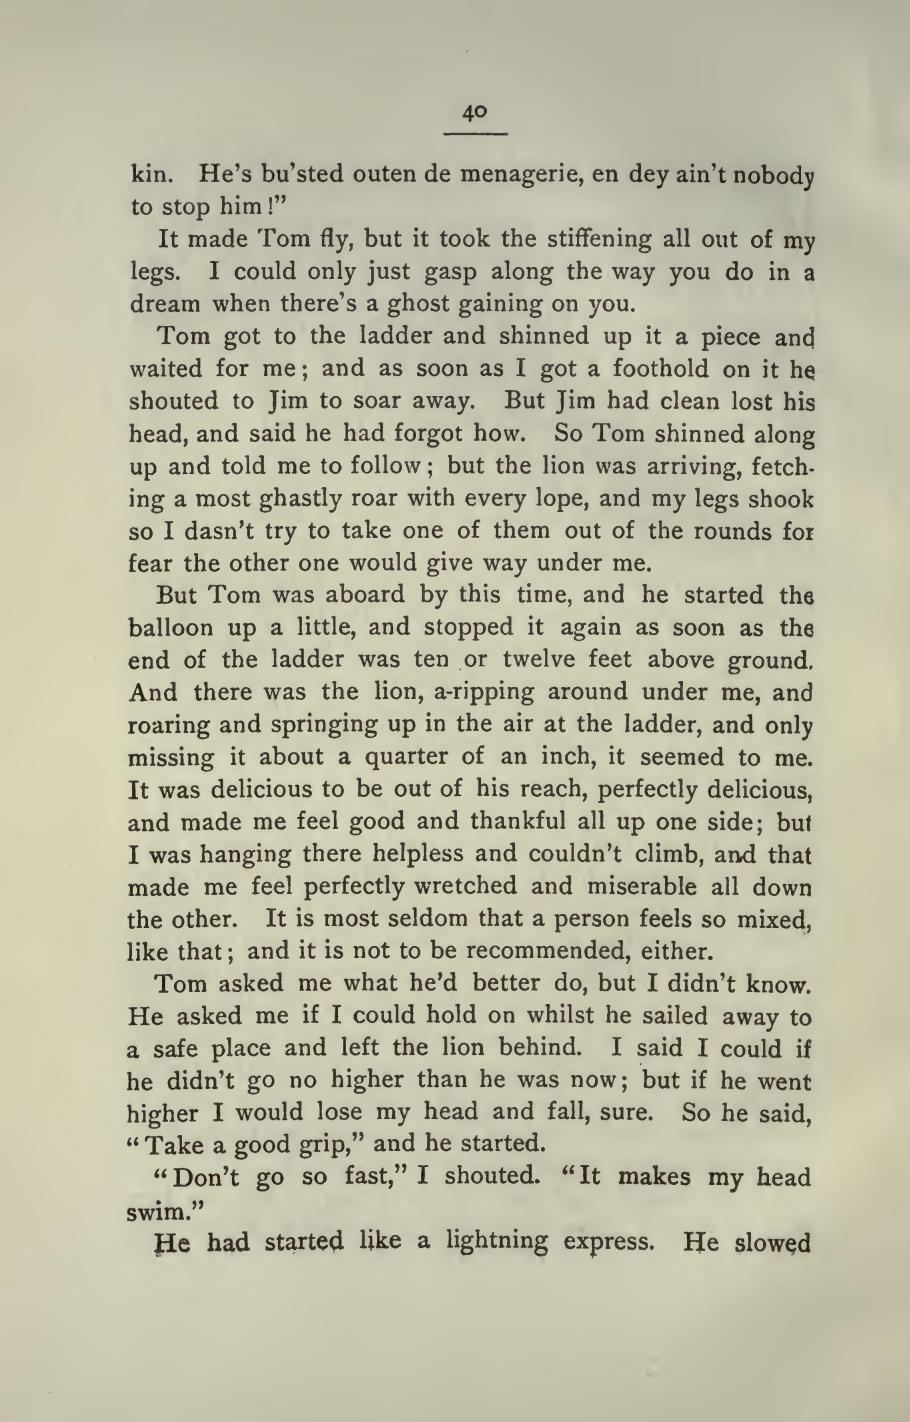 40
kin. He's bu'sted outen de menagerie, en dey ain't nobody
to stop him!"
It made Tom fly, but it took the stiffening all out of my
legs. I could only just gasp along the way you do in a
dream when there's a ghost gaining on you.
Tom got to the ladder and shinned up it a piece and
waited for me; and as soon as I got a foothold on it he
shouted to Jim to soar away. But Jim had clean lost his
head, and said he had forgot how. So Tom shinned along
up and told me to follow; but the lion was arriving, fetch-
ing a most ghastly roar with every lope, and my legs shook
so I dasn't try to take one of them out of the rounds for
fear the other one would give way under me.
But Tom was aboard by this time, and he started the
balloon up a little, and stopped it again as soon as the
end of the ladder was ten or twelve feet above ground.
And there was the lion, a-ripping around under me, and
roaring and springing up in the air at the ladder, and only
missing it about a quarter of an inch, it seemed to me.
It was delicious to be out of his reach, perfectly delicious,
and made me feel good and thankful all up one side; but
I was hanging there helpless and couldn't climb, and that
made me feel perfectly wretched and miserable all down
the other. It is most seldom that a person feels so mixed,
like that; and it is not to be recommended, either.
Tom asked me what he'd better do, but I didn't know.
He asked me if I could hold on whilst he sailed away to
a safe place and left the lion behind. I said I could if
he didn't go no higher than he was now; but if he went
higher I would lose my head and fall, sure. So he said,
"Take a good grip," and he started.
"Don't go so fast," I shouted. "It makes my head
swim."
He had started like a lightning express. He slowed